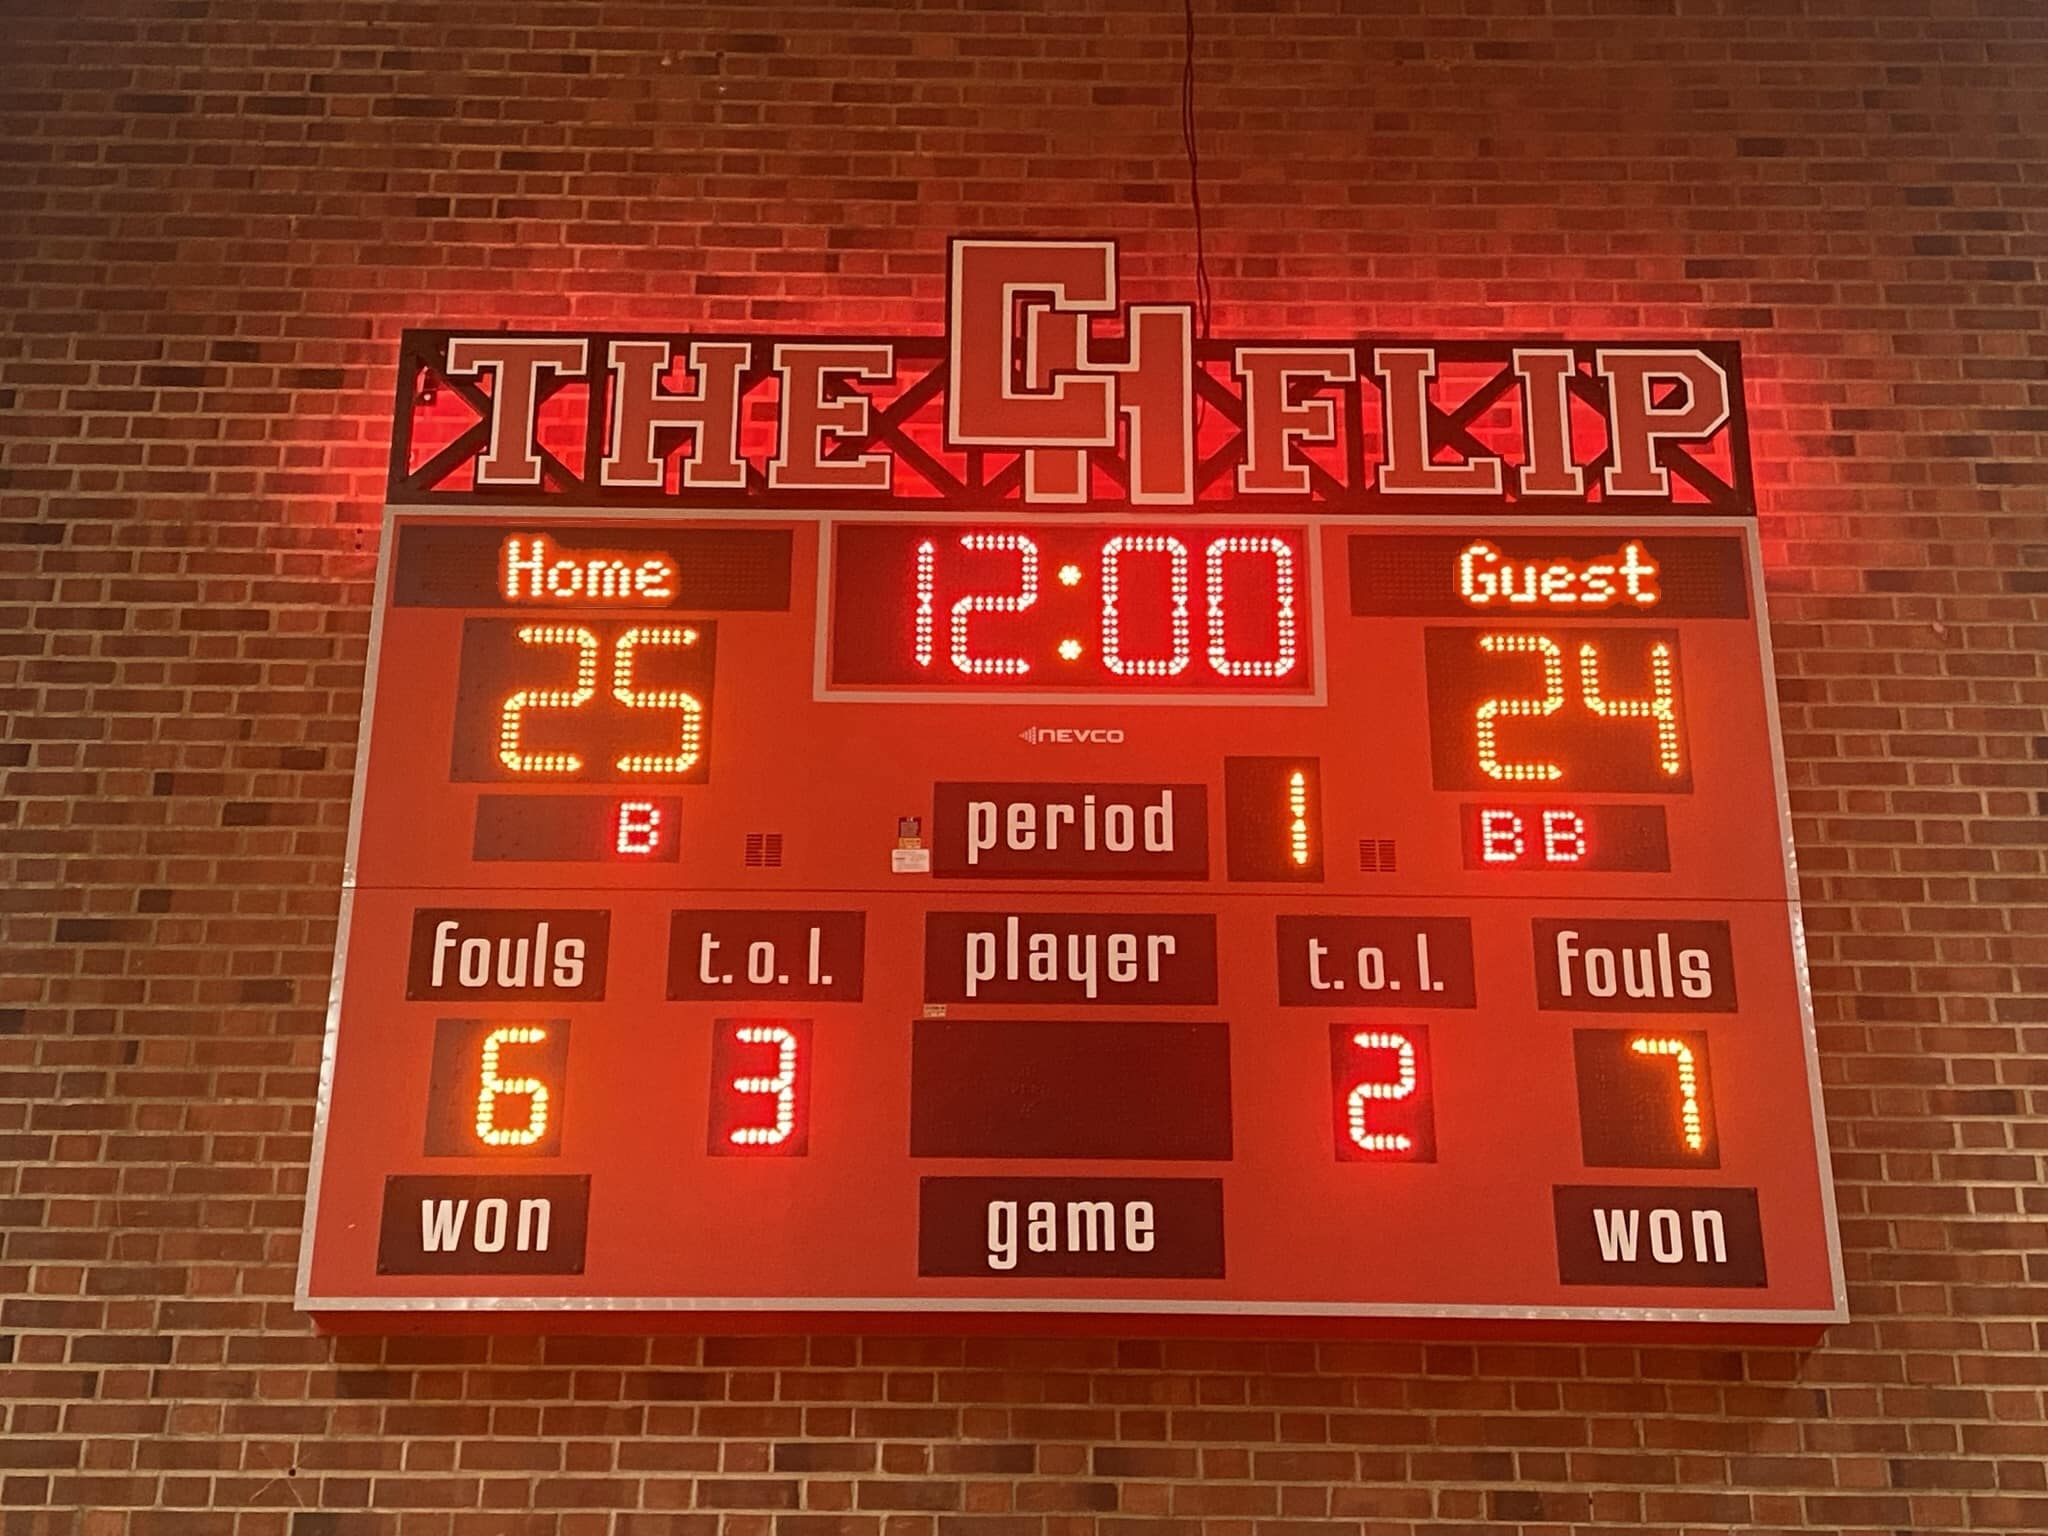 THE CH FLIP
Home 12:00 Guest
25 24
NEVCO
B period 1 BB
fouls t.o.l. player t.o.l. fouls
6 3 2 7
won game won